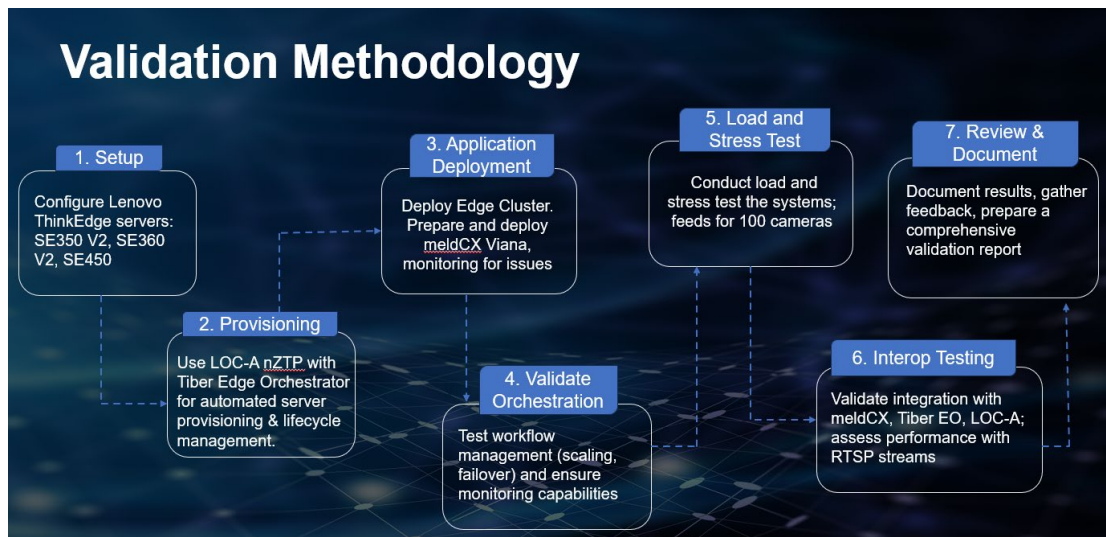 Validation Methodology
1. Setup
Configure Lenovo
ThinkEdge servers:
SE350 V2, SE360
V2, SE450
2. Provisioning
Use LOC-A nZTP with
Tiber Edge Orchestrator
for automated server
provisioning & lifecycle
management.
3. Application
Deployment
Deploy Edge Cluster.
Prepare and deploy
meldCX Viana,
monitoring for issues
4. Validate
Orchestration
Test workflow
management (scaling,
failover) and ensure
monitoring capabilities
5. Load and
Stress Test
Conduct load and
stress test the systems;
feeds for 100 cameras
6. Interop Testing
Validate integration with
meldCX, Tiber EO, LOC-A;
assess performance with
RTSP streams
7. Review &
Document
Document results, gather
feedback, prepare a
comprehensive
validation report